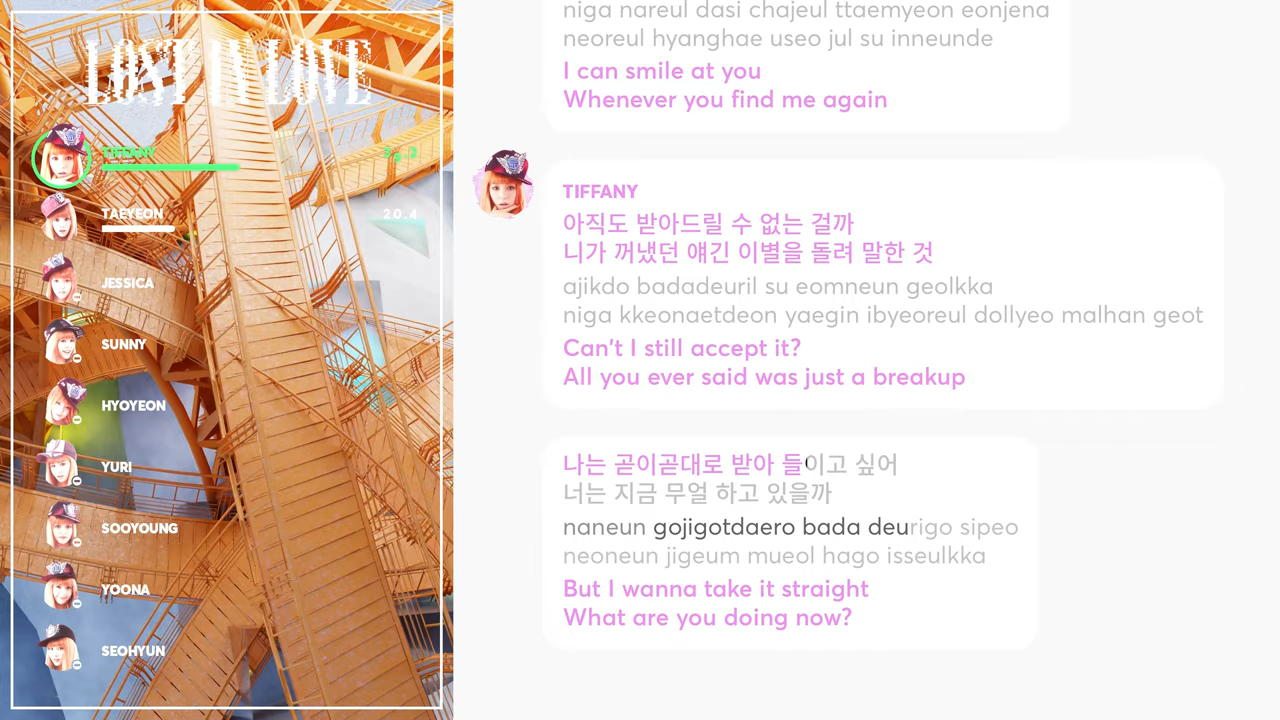 LOST IN LOVE
TIFFANY
TAEYEON
20.4
JESSICA
SUNNY
HYOYEON
YURI
SOOYOUNG
YOONA
SEOHYUN
niga nareul dasi chajeul ttaemyeon eonjena
neoreul hyanghae useo jul su inneunde
I can smile at you
Whenever you find me again
TIFFANY
아직도 받아드릴 수 없는 걸까
니가 꺼냈던 얘긴 이별을 돌려 말한 것
ajikdo badadeuril su eomneun geolkka
niga kkeonaetdeon yaegin ibyeoreul dollyeo malhan geot
Can't I still accept it?
All you ever said was just a breakup
나는 곧이곧대로 받아 들이고 싶어
너는 지금 무얼 하고 있을까
naneun gojigotdaero bada deurigo sipeo
neoneun jigeum mueol hago isseulkka
But I wanna take it straight
What are you doing now?